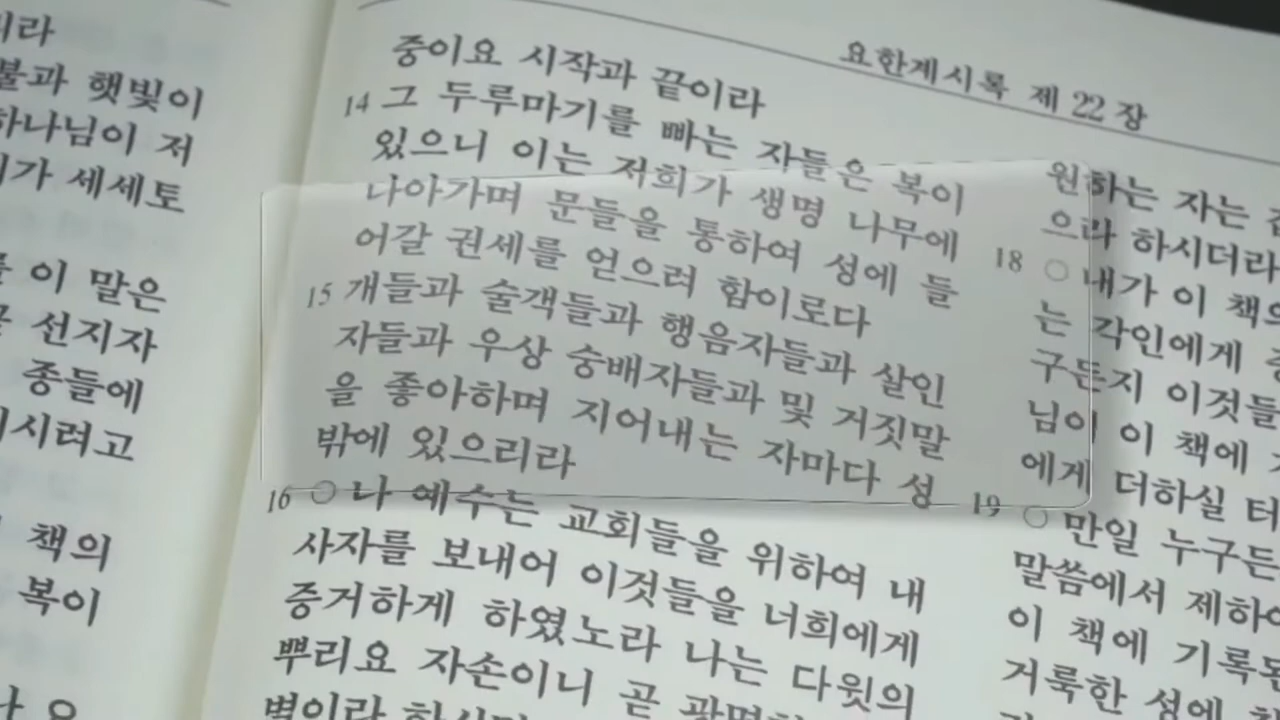 요한계시록 제 22 장
햇빛이
하나님이 저
세세토
이 말은
선지자
종들에
책의
복이
중이요 시작과 끝이라
14 그 두루마기를 빠는 자들은 복이
있으니 이는 저희가 생명 나무에
나아가며 문들을 통하여 성에 들
어갈 권세를 얻으려 함이로다
15 개들과 술객들과 행음자들과 살인
자들과 우상 숭배자들과 및 거짓말
을 좋아하며 지어내는 자마다 성
밖에 있으리라
16 ○ 나 예수는 교회들을 위하여 내
사자를 보내어 이것들을 너희에게
증거하게 하였노라 나는 다윗의
뿌리요 자손이니 곧
별이라
원하는 자는
으라 하시더라
18 ○ 내가 이 책의
는 각인에게
구든지 이것들
님이 이 책에
에게 더하실 터
19 ○ 만일 누구든
말씀에서 제하
이 책에 기록된
거룩한 성에